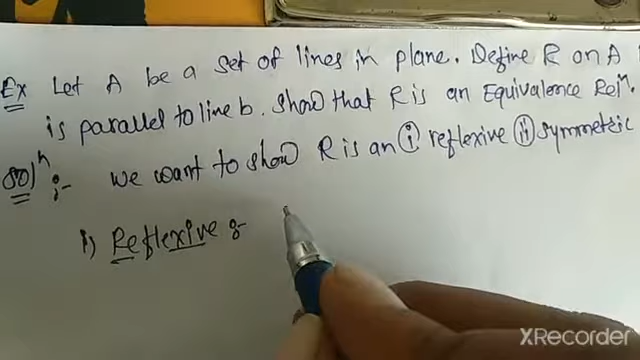 Ex Let A be a set of lines in plane. Define R on A
is parallel to line b. show that R is an Equivalence Relⁿ.
Solⁿ :- we want to show R is an (i) reflexive (ii) symmetric
i) Reflexive :-
XRecorder